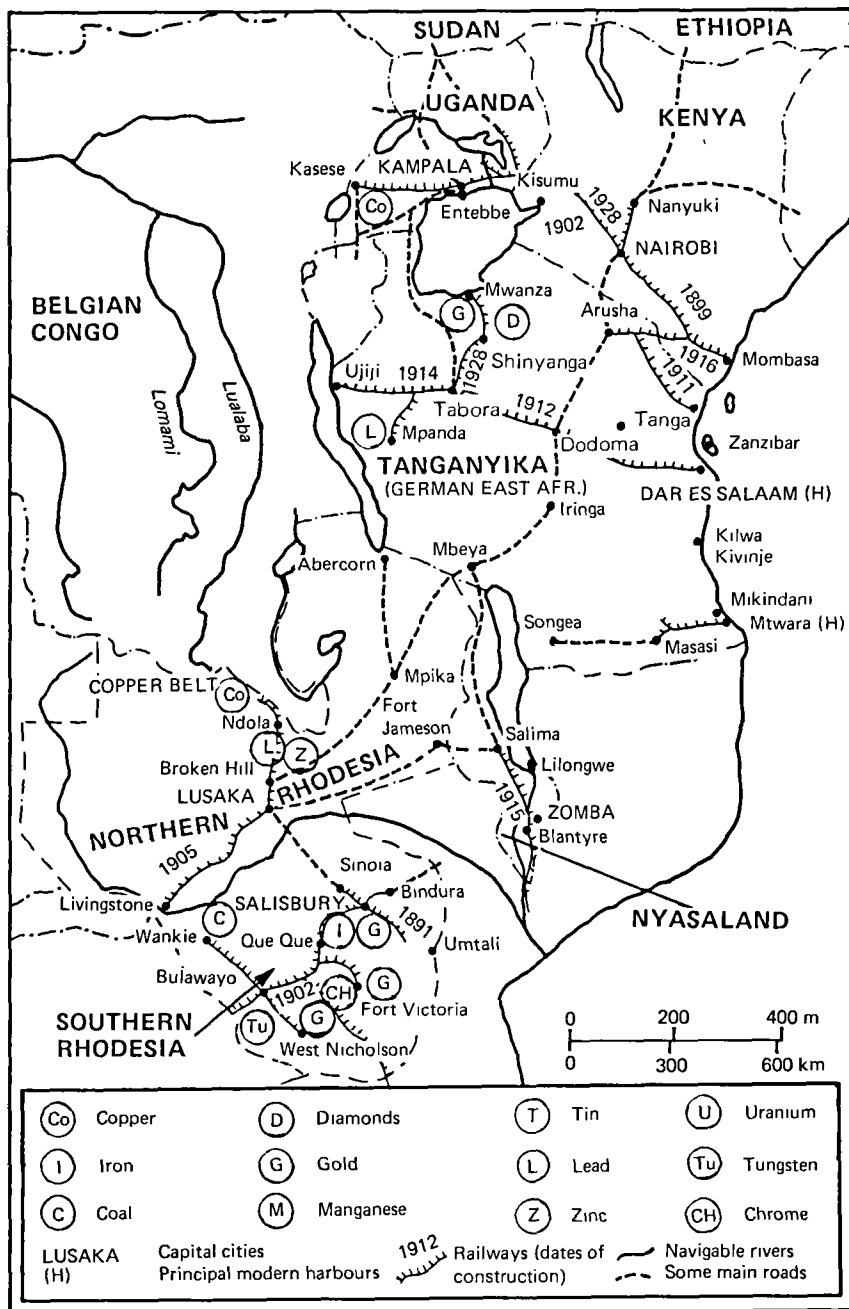 SUDAN
ETHIOPIA
UGANDA
KENYA
Kasese
KAMPALA
Kisumu
Co
Entebbe
1902
1928
Nanyuki
NAIROBI
BELGIAN
CONGO
Mwanza
G
D
Arusha
1899
Shinyanga
1916
Mombasa
Ujiji
1914
1928
1911
Lomami
Lualaba
Tabora
1912
Tanga
L
Mpanda
Dodoma
Zanzibar
TANGANYIKA
(GERMAN EAST AFR.)
DAR ES SALAAM (H)
Iringa
Kilwa
Kivinje
Abercorn
Mbeya
Mikindani
Songea
Mtwara (H)
Masasi
COPPER BELT
Co
Mpika
Ndola
Fort
Jameson
Salima
L
Z
Broken Hill
Lilongwe
LUSAKA
NORTHERN RHODESIA
1915
ZOMBA
Blantyre
1905
Sinoia
Bindura
Livingstone
SALISBURY
C
1891
NYASALAND
Wankie
Que Que
I
G
Umtali
Bulawayo
1902
CH
G
Fort Victoria
SOUTHERN
RHODESIA
Tu
G
West Nicholson
0 200 400 m
0 300 600 km
Co Copper
D Diamonds
T Tin
U Uranium
I Iron
G Gold
L Lead
Tu Tungsten
C Coal
M Manganese
Z Zinc
CH Chrome
LUSAKA Capital cities
(H) Principal modern harbours
1912 Railways (dates of
construction)
Navigable rivers
Some main roads